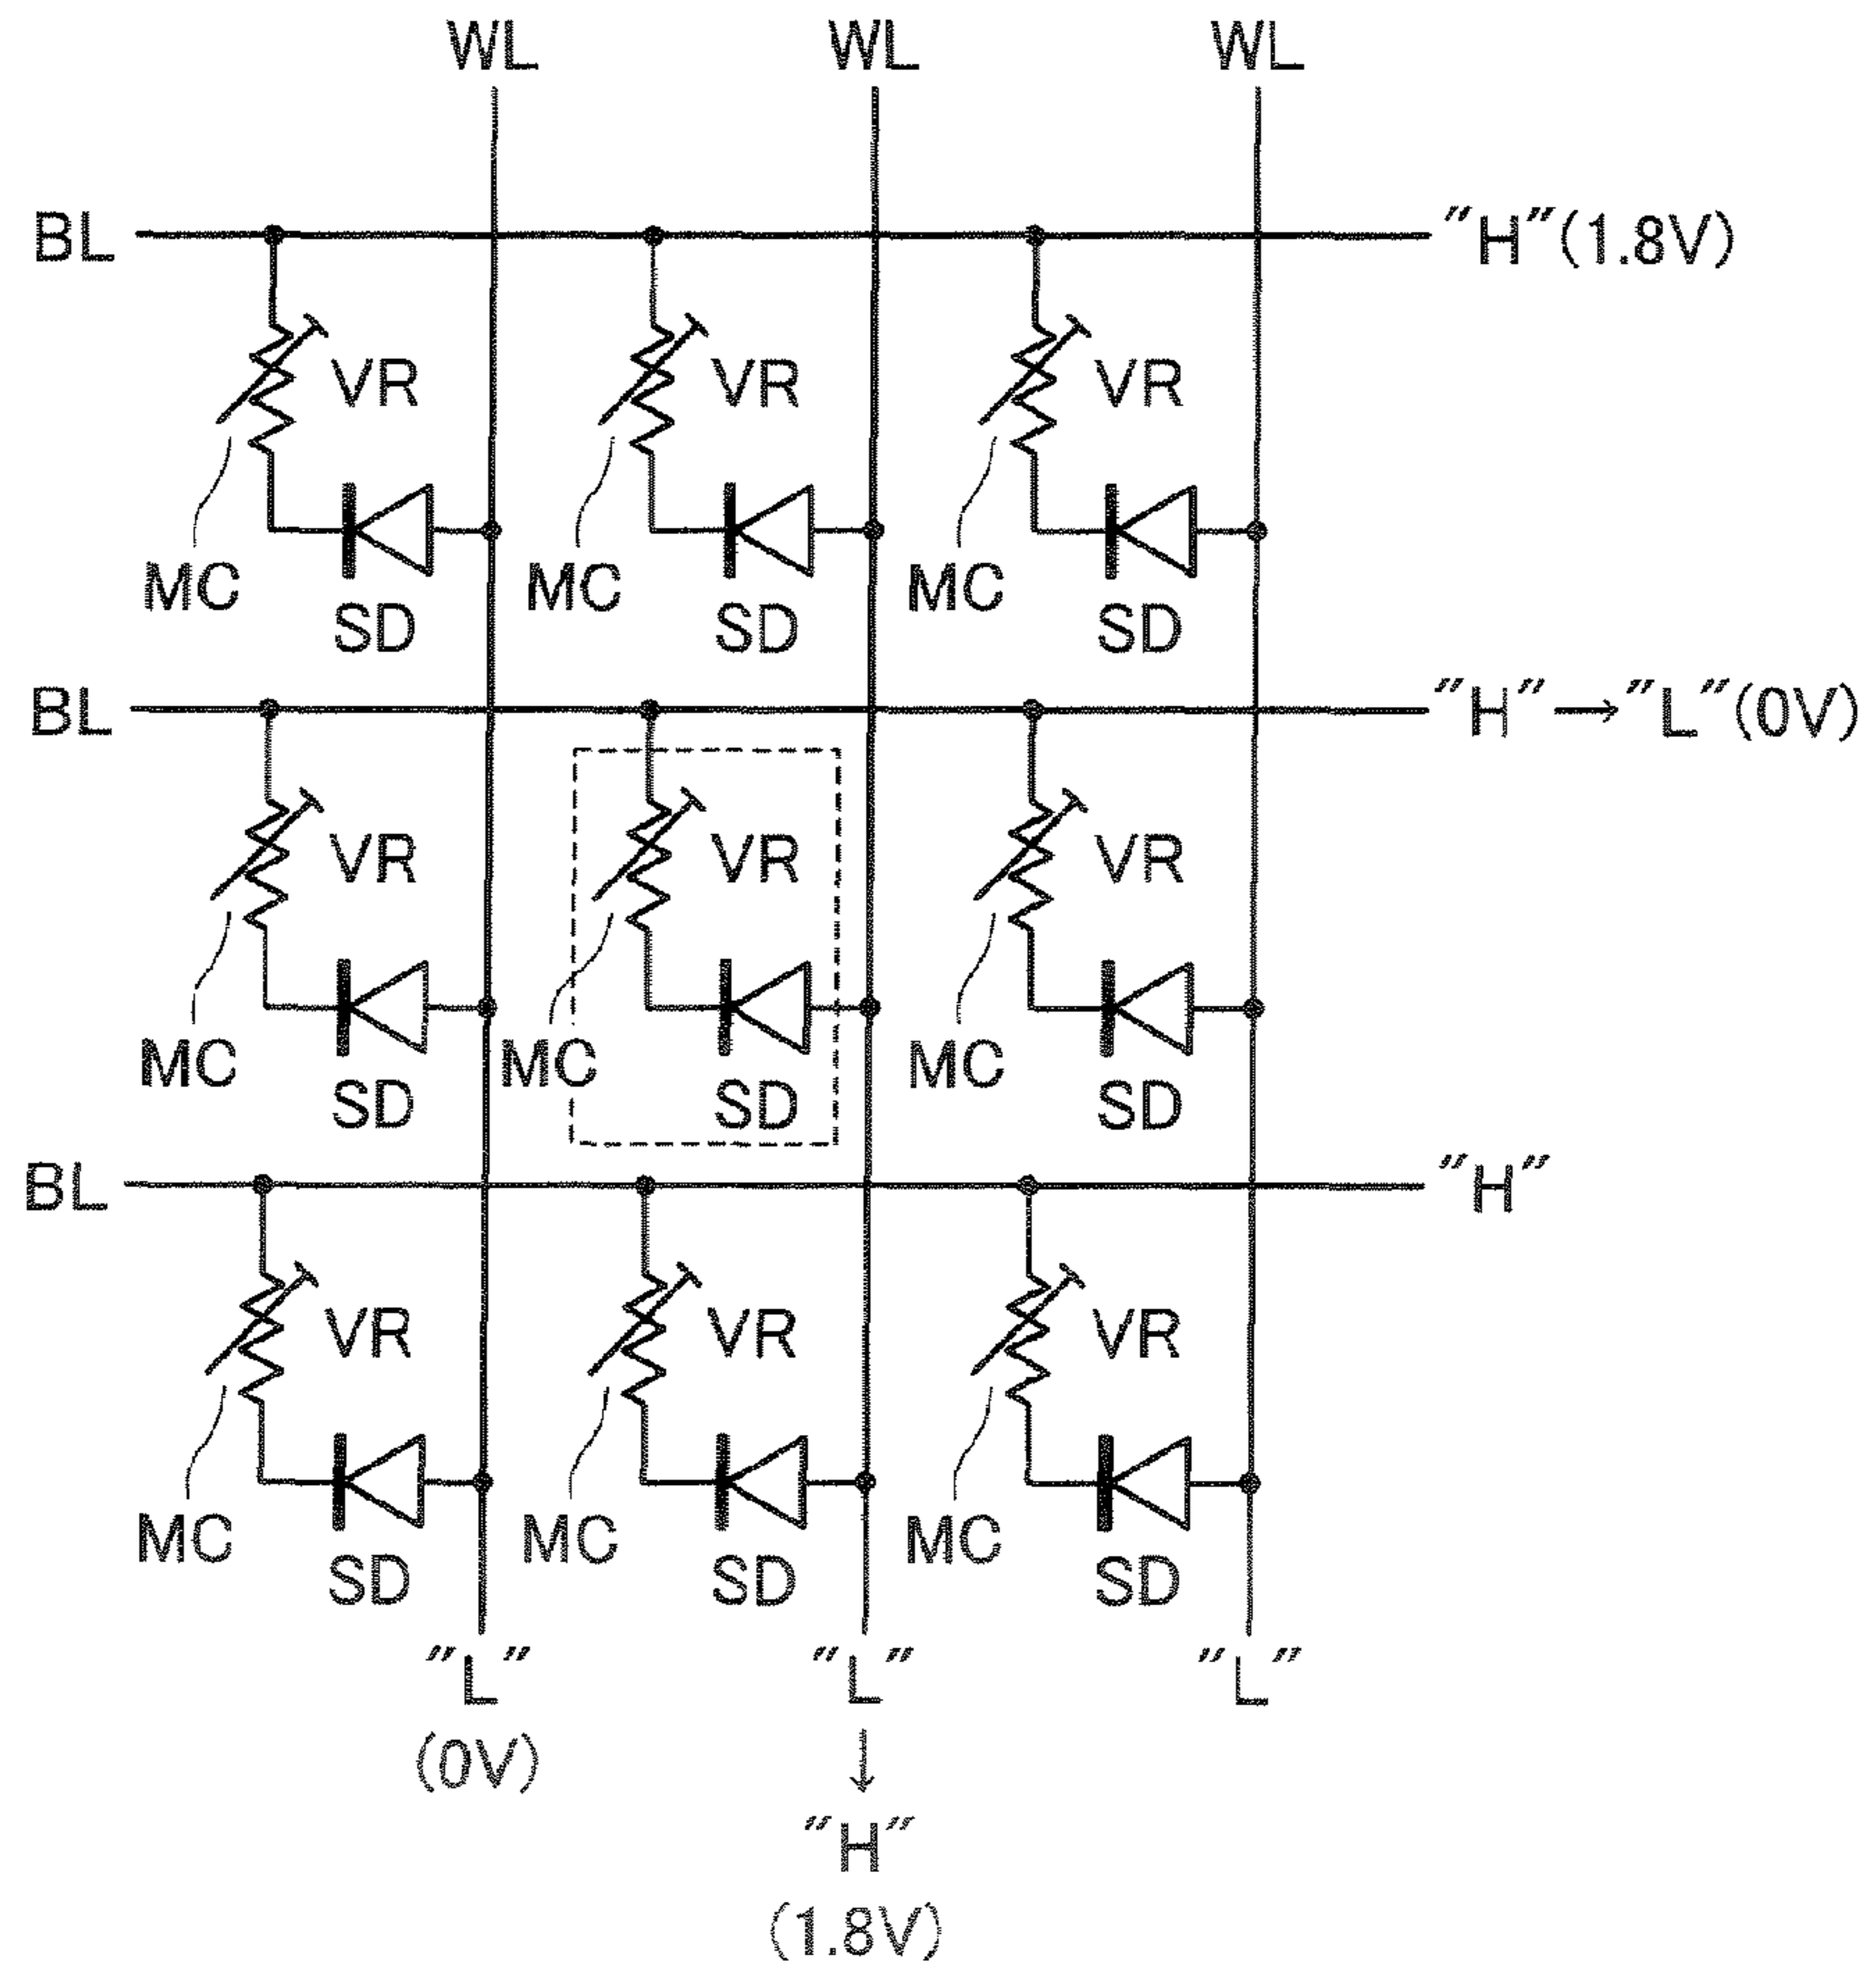 WL WL WL
BL "H"(1.8V)
VR VR VR
MC MC MC
SD SD SD
BL "H"→"L"(0V)
VR VR VR
MC MC MC
SD SD SD
BL "H"
VR VR VR
MC MC MC
SD SD SD
"L" "L" "L"
(0V) ↓
"H"
(1.8V)